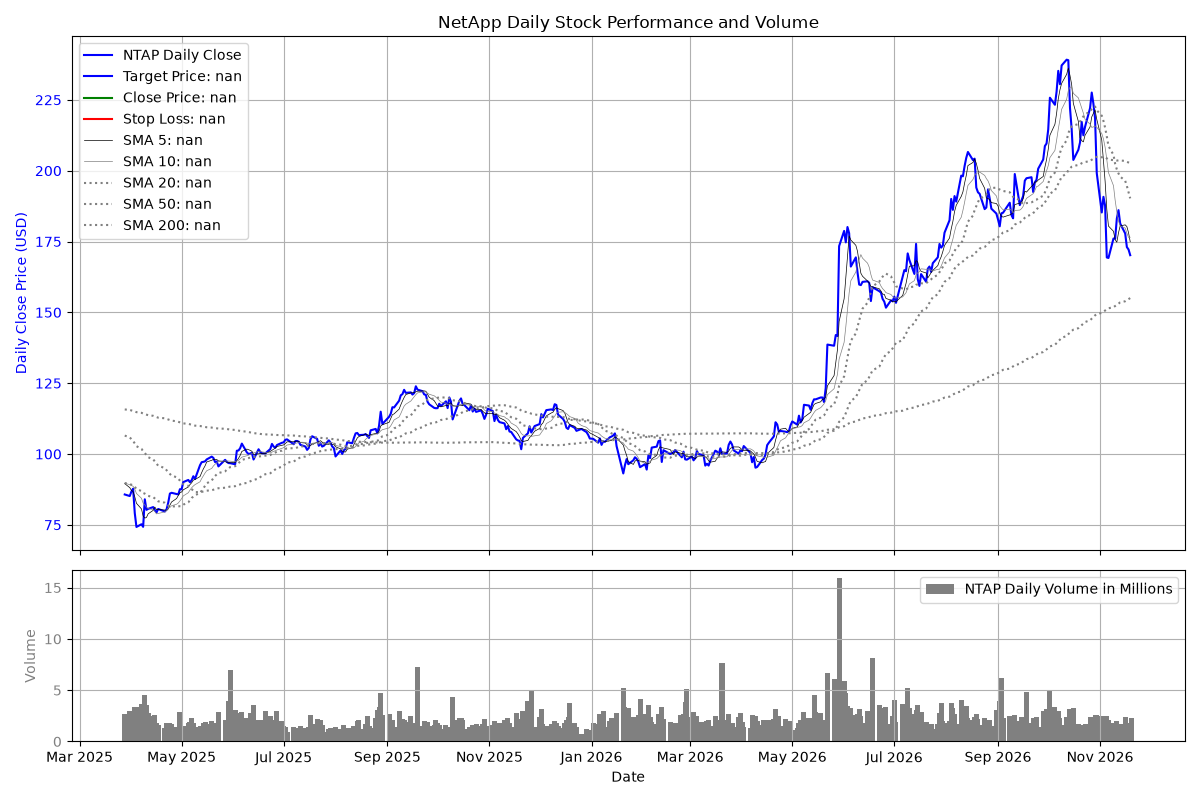 NetApp Daily Stock Performance and Volume
NTAP Daily Close
Target Price: nan
Close Price: nan
Stop Loss: nan
SMA 5: nan
SMA 10: nan
SMA 20: nan
SMA 50: nan
SMA 200: nan
Daily Close Price (USD)
225
200
175
150
125
100
75
NTAP Daily Volume in Millions
Volume
15
10
5
0
Mar 2025
May 2025
Jul 2025
Sep 2025
Nov 2025
Jan 2026
Mar 2026
May 2026
Jul 2026
Sep 2026
Nov 2026
Date